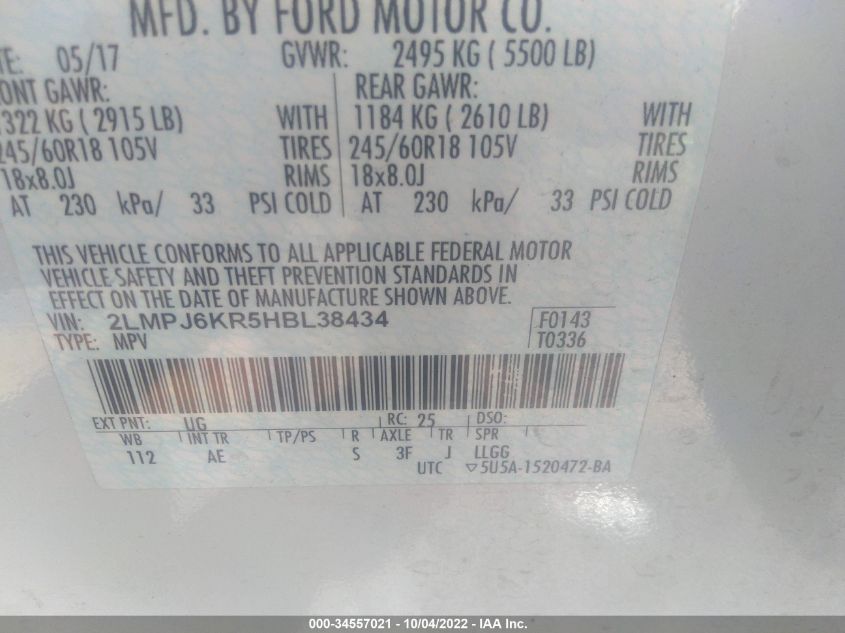 MFD. BY FORD MOTOR CO.
TE: 05/17 GVWR: 2495 KG ( 5500 LB)
ONT GAWR: REAR GAWR:
1322 KG ( 2915 LB) WITH 1184 KG ( 2610 LB) WITH
245/60R18 105V TIRES 245/60R18 105V TIRES
18x8.0J RIMS 18x8.0J RIMS
AT 230 kPa/ 33 PSI COLD AT 230 kPa/ 33 PSI COLD
THIS VEHICLE CONFORMS TO ALL APPLICABLE FEDERAL MOTOR
VEHICLE SAFETY AND THEFT PREVENTION STANDARDS IN
EFFECT ON THE DATE OF MANUFACTURE SHOWN ABOVE.
VIN: 2LMPJ6KR5HBL38434 F0143
TYPE: MPV T0336
EXT PNT: UG RC: 25 DSO:
WB INT TR TP/PS R AXLE TR SPR
112 AE S 3F J LLGG
UTC ▽5U5A-1520472-BA
000-34557021 - 10/04/2022 - IAAI.com